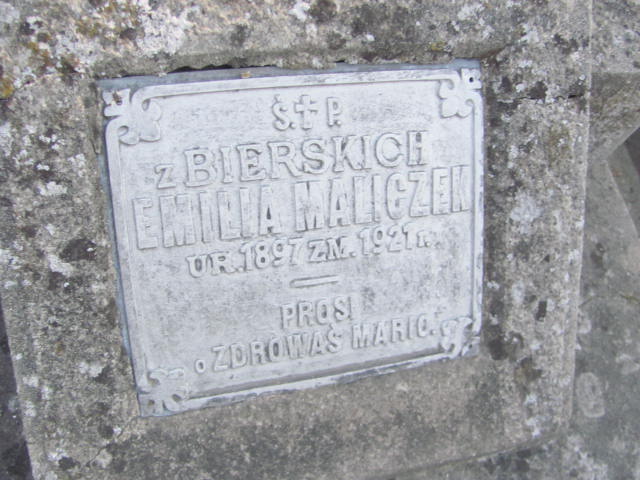 Ś.†P.
z BIERSKICH
EMILIA MALICZEK
UR. 1897 ZM. 1921 r.
PROSI
o ZDROWAŚ MARIO.